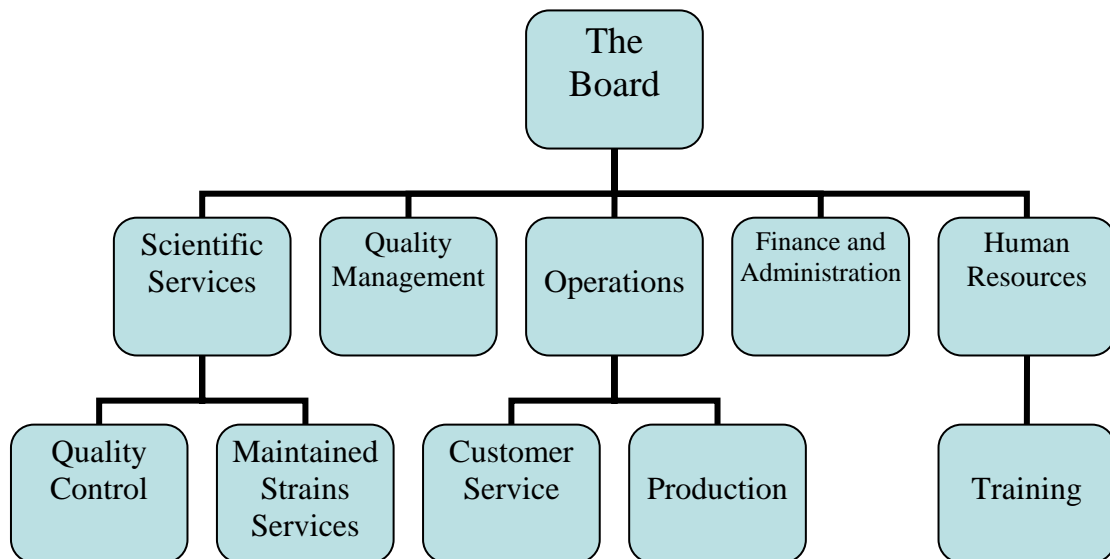 The
Board
Scientific
Services
Quality
Management
Operations
Finance and
Administration
Human
Resources
Quality
Control
Maintained
Strains
Services
Customer
Service
Production
Training